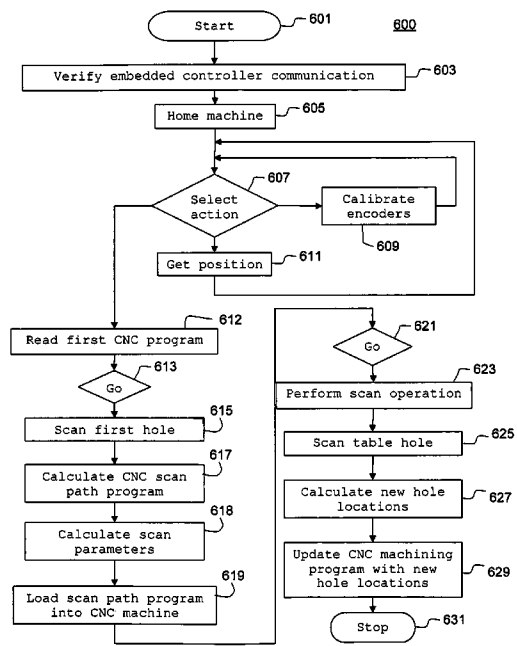 Start
601
600
Verify embedded controller communication
603
Home machine
605
607
Select
action
Calibrate
encoders
609
Get position
611
612
Read first CNC program
613
Go
615
Scan first hole
617
Calculate CNC scan
path program
618
Calculate scan
parameters
619
Load scan path program
into CNC machine
621
Go
623
Perform scan operation
Scan table hole
625
Calculate new hole
locations
627
Update CNC machining
program with new
hole locations
629
Stop
631